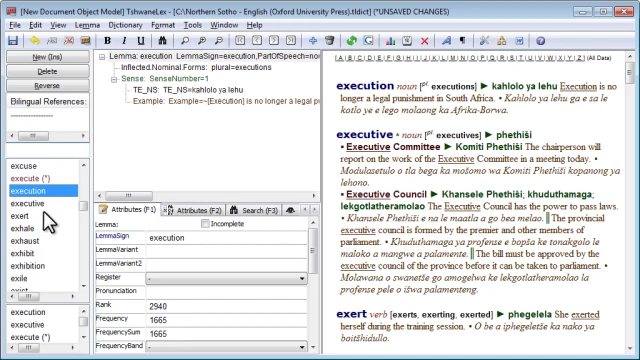 [New Document Object Model] TshwaneLex - [C:\Northern Sotho - English (Oxford University Press).tldict] (*UNSAVED CHANGES)
File Edit View Lemma Dictionary Format Tools Window Help
New (Ins)
Delete
Reverse
Bilingual References:
---------------
excuse
execute (*)
execution
executive
exert
exhale
exhaust
exhibit
exhibition
exile
exist
execution
executive
exert
Lemma: execution LemmaSign=execution, PartOfSpeech=no
Inflected.Nominal.Forms: plural=executions
Sense: SenseNumber=1
TE_NS: TE_NS=kahlolo ya lehu
Example: Example=~[Execution] is no longer a legal p
Attributes (F1)
Attributes (F2)
Search (F3)
Lemma:
Incomplete
LemmaSign execution
LemmaVariant
LemmaVariant2
Register -
Pronunciation
Rank 2940
Frequency 1665
FrequencySum 1665
FrequencyBand -
A B C D E F G H I J K L M N O P Q R S T U V W X Y Z (All Data)
execution noun [pl executions] ► kahlolo ya lehu Execution is no
longer a legal punishment in South Africa. • Kahlolo ya lehu ga e sa le
kotlo ye e lego molaong ka Afrika-Borwa.
executive • noun [pl executives] ► phethiši
• Executive Committee ► Komiti Phethiši The chairperson will
report on the work of the Executive Committee in a meeting today. •
Modulasetulo o tla bega ka mošomo wa Komiti Phethiši kopanong ya
lehono.
• Executive Council ► Khansele Phethiši; khuduthamaga;
lekgotlatheramolao The Executive Council has the power to pass laws.
• Khansele Phethiši e na le maatla a go bea melao. The provincial
executive council is formed by the premier and other members of
parliament. • Khuduthamaga ya profense e bopša ke tonakgolo le
maloko a mangwe a palamente. The bill must be approved by the
executive council of the province before it can be taken to parliament. •
Molawana o swanetše go amogelwa ke lekgotlatheramolao la
profense pele o išwa palamenteng.
exert verb [exerts, exerting, exerted] ► phegelela She exerted
herself during the training session. • O be a iphegeletše ka nako ya
boitšhidullo.